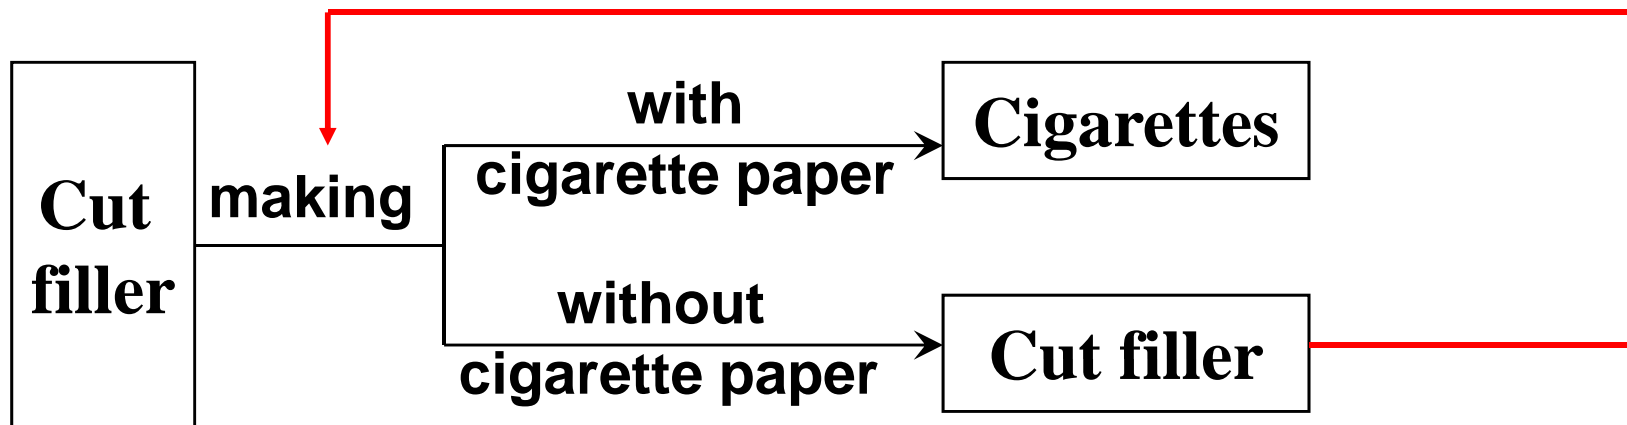 Cut
filler
making
with
cigarette paper
Cigarettes
without
cigarette paper
Cut filler